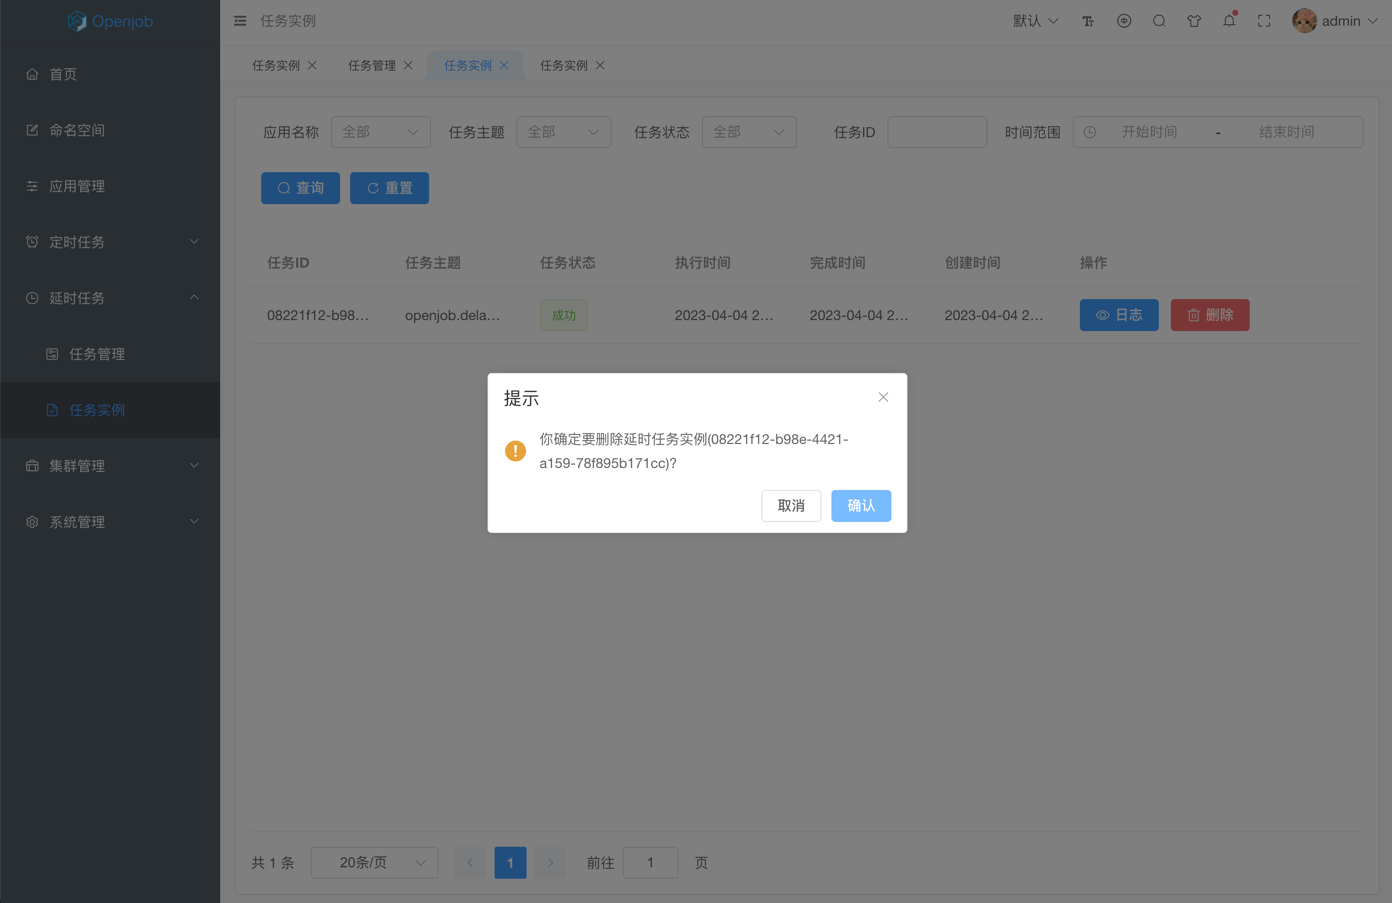 Openjob
任务实例
默认
admin
任务实例
任务管理
任务实例
任务实例
首页
命名空间
应用管理
定时任务
延时任务
任务管理
任务实例
集群管理
系统管理
应用名称 全部 任务主题 全部 任务状态 全部 任务ID 时间范围 开始时间 - 结束时间
查询 重置
任务ID 任务主题 任务状态 执行时间 完成时间 创建时间 操作
08221f12-b98... openjob.dela... 成功 2023-04-04 2... 2023-04-04 2... 2023-04-04 2... 日志 删除
提示
你确定要删除延时任务实例(08221f12-b98e-4421-
a159-78f895b171cc)?
取消 确认
共 1 条 20条/页 1 前往 1 页